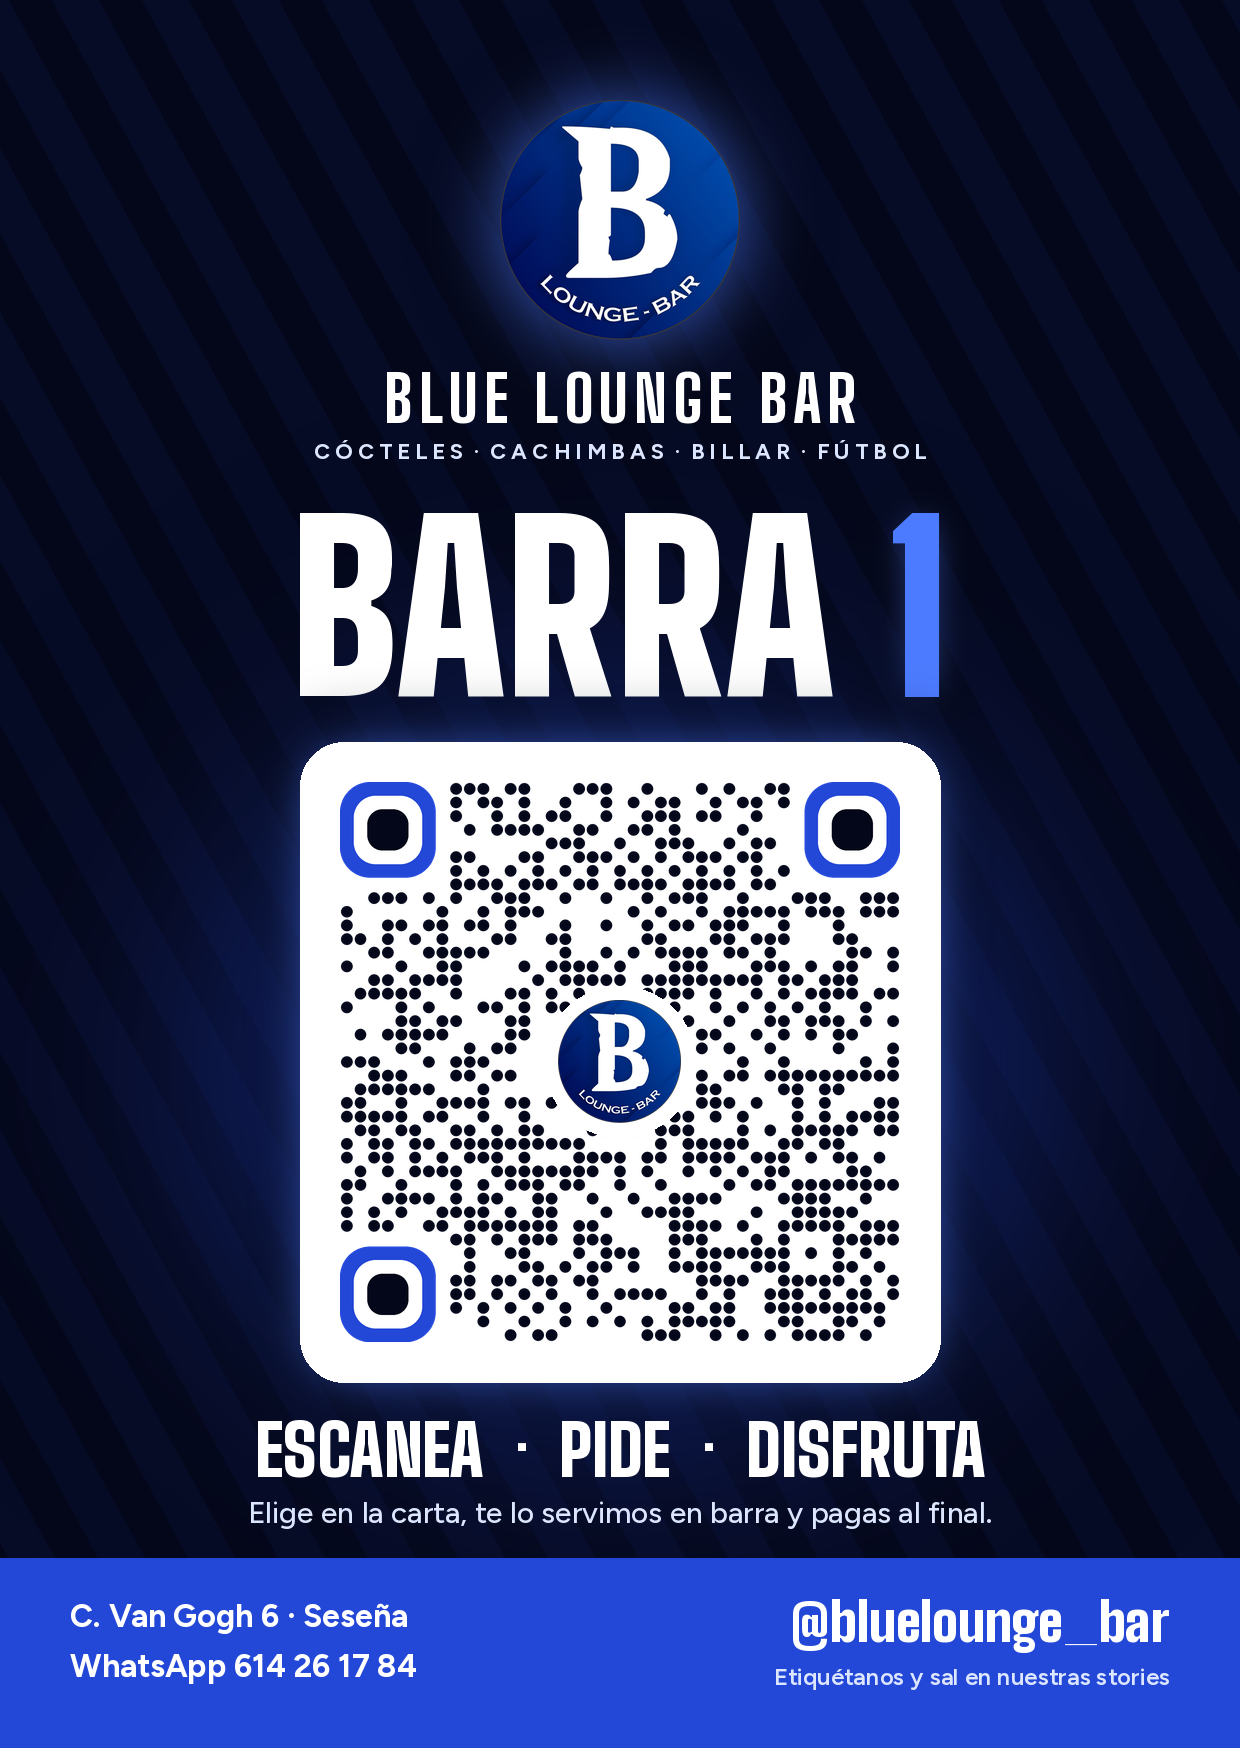 B
LOUNGE - BAR
BLUE LOUNGE BAR
CÓCTELES · CACHIMBAS · BILLAR · FÚTBOL
BARRA 1
B
LOUNGE - BAR
ESCANEA · PIDE · DISFRUTA
Elige en la carta, te lo servimos en barra y pagas al final.
C. Van Gogh 6 · Seseña
WhatsApp 614 26 17 84
@bluelounge_bar
Etiquétanos y sal en nuestras stories